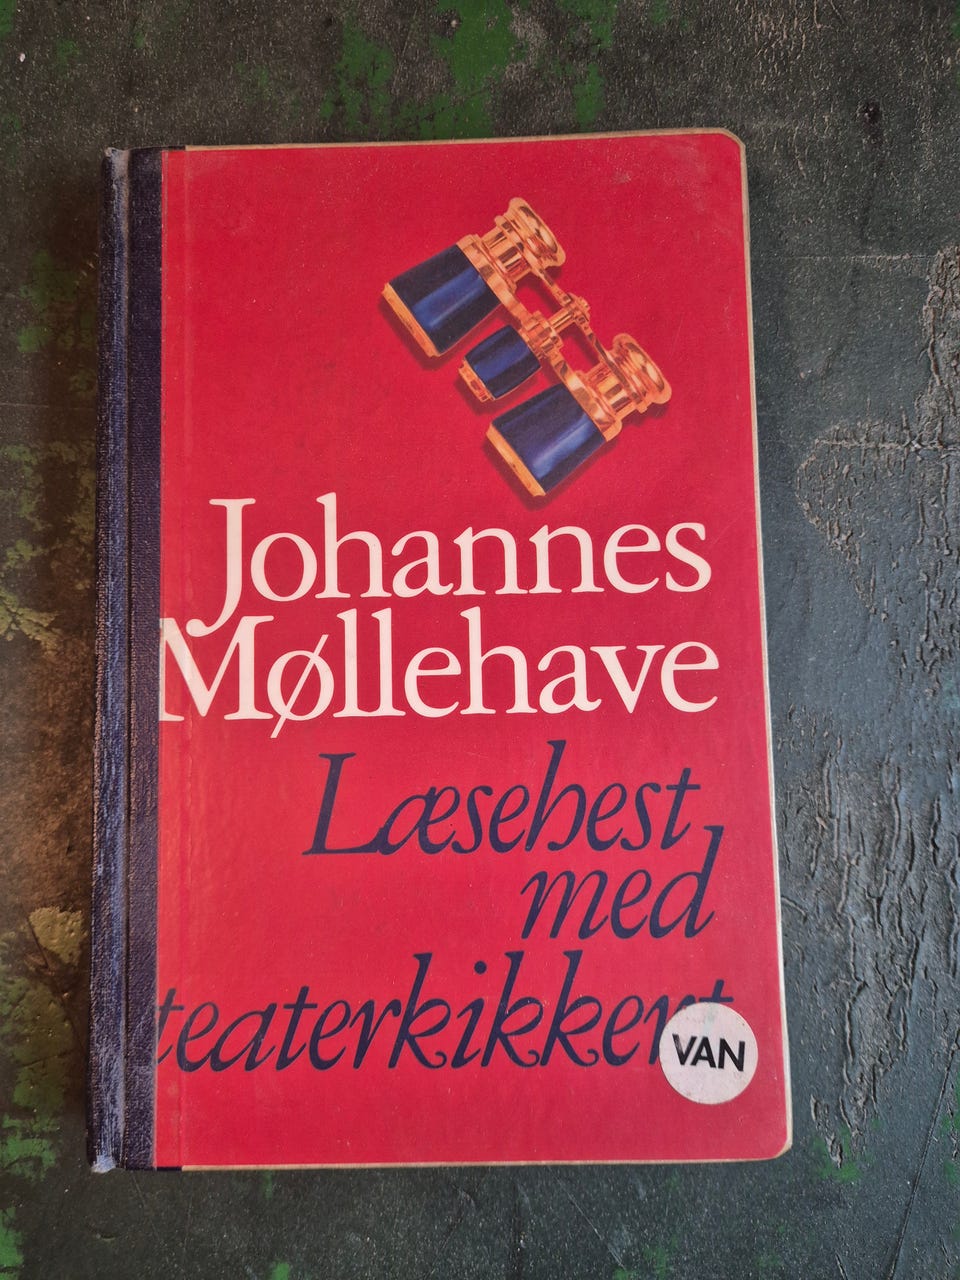 Johannes
Møllehave
Læsehest
med
teaterkikkert
VAN